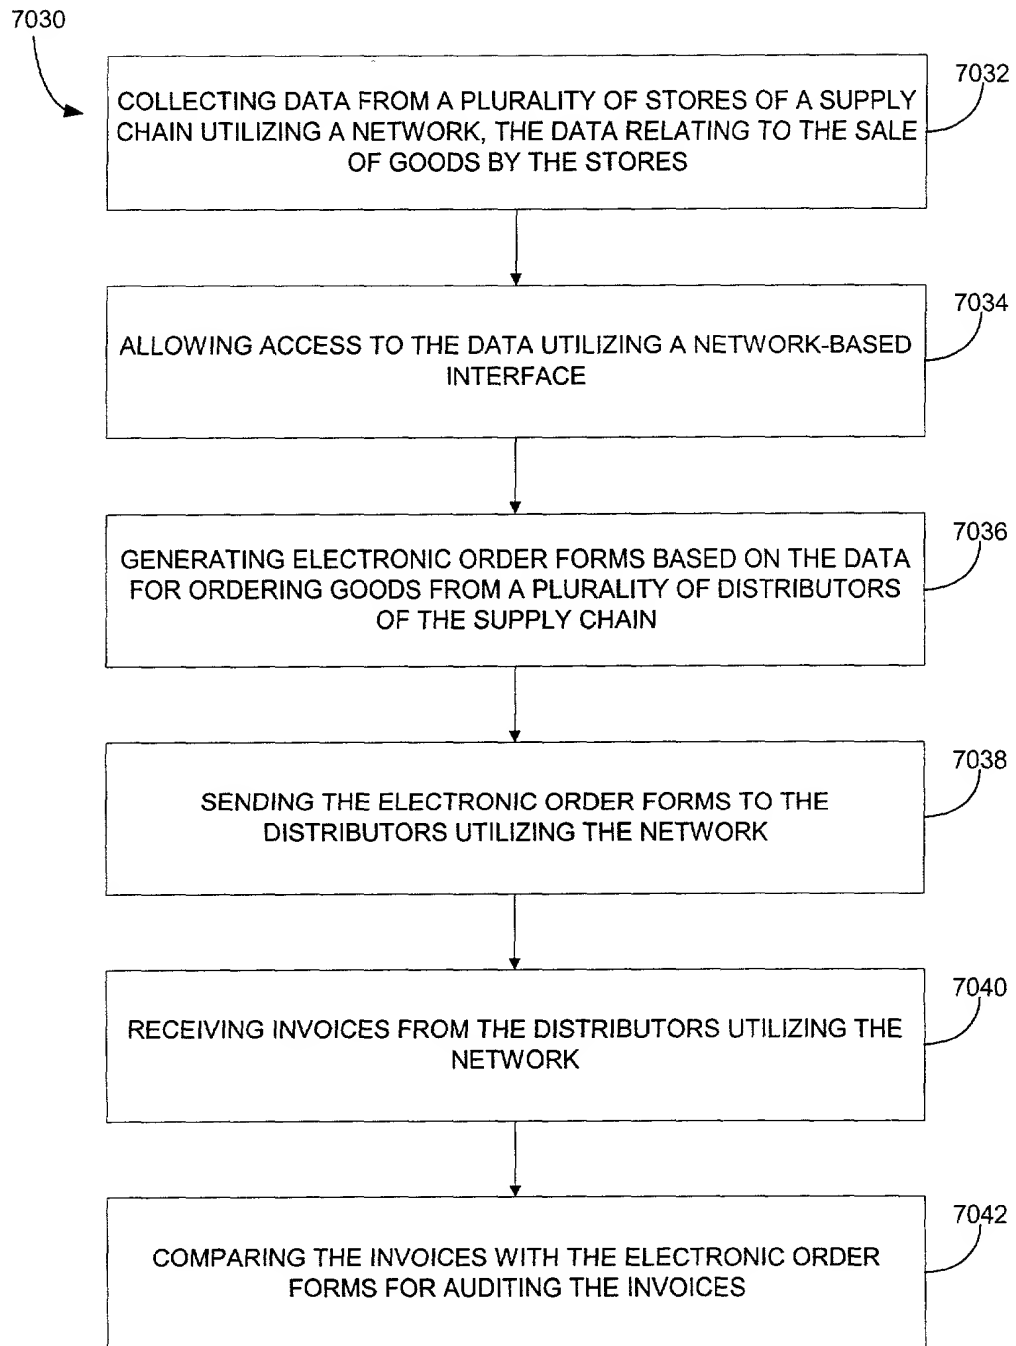 7030
7032
COLLECTING DATA FROM A PLURALITY OF STORES OF A SUPPLY
CHAIN UTILIZING A NETWORK, THE DATA RELATING TO THE SALE
OF GOODS BY THE STORES
7034
ALLOWING ACCESS TO THE DATA UTILIZING A NETWORK-BASED
INTERFACE
7036
GENERATING ELECTRONIC ORDER FORMS BASED ON THE DATA
FOR ORDERING GOODS FROM A PLURALITY OF DISTRIBUTORS
OF THE SUPPLY CHAIN
7038
SENDING THE ELECTRONIC ORDER FORMS TO THE
DISTRIBUTORS UTILIZING THE NETWORK
7040
RECEIVING INVOICES FROM THE DISTRIBUTORS UTILIZING THE
NETWORK
7042
COMPARING THE INVOICES WITH THE ELECTRONIC ORDER
FORMS FOR AUDITING THE INVOICES